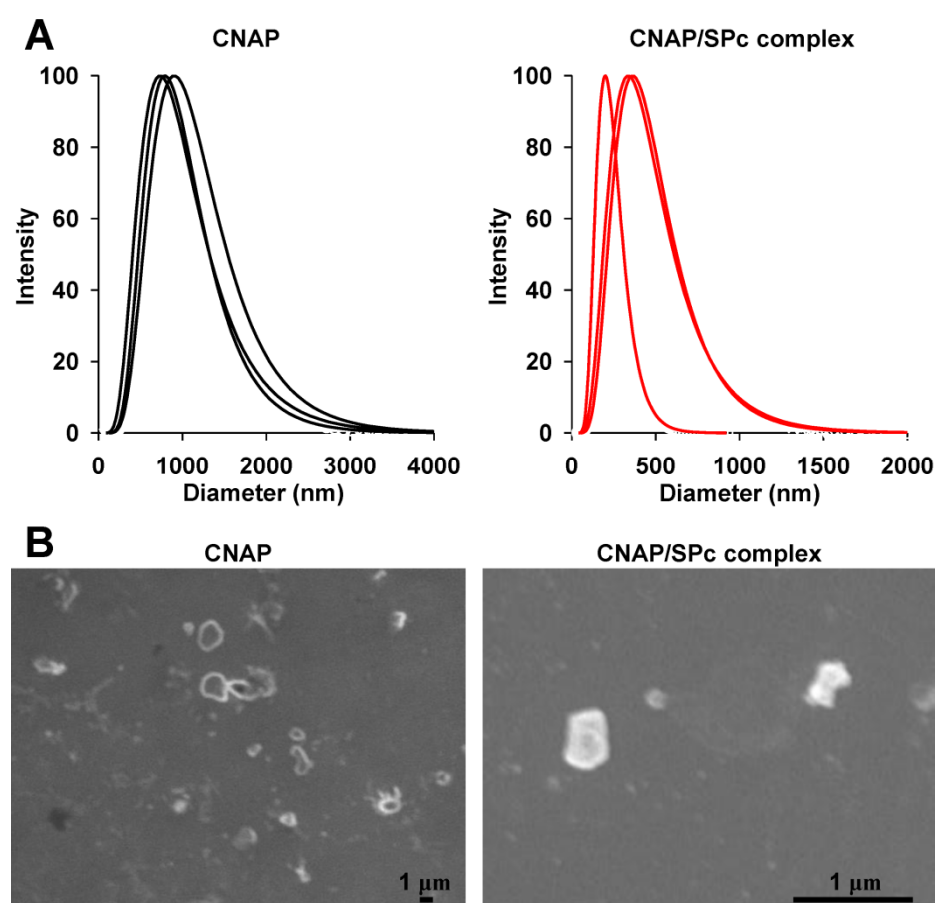 A
CNAP
CNAP/SPc complex
Intensity
100
80
60
40
20
0
0 1000 2000 3000 4000
Diameter (nm)
Intensity
100
80
60
40
20
0
0 500 1000 1500 2000
Diameter (nm)
B
CNAP
CNAP/SPc complex
1 μm
1 μm